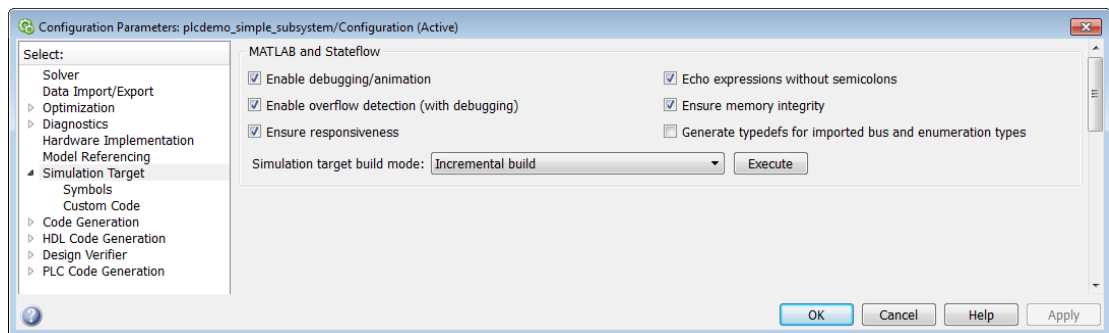 Configuration Parameters: plcdemo_simple_subsystem/Configuration (Active)
Select:
Solver
Data Import/Export
Optimization
Diagnostics
Hardware Implementation
Model Referencing
Simulation Target
Symbols
Custom Code
Code Generation
HDL Code Generation
Design Verifier
PLC Code Generation
MATLAB and Stateflow
Enable debugging/animation
Echo expressions without semicolons
Enable overflow detection (with debugging)
Ensure memory integrity
Ensure responsiveness
Generate typedefs for imported bus and enumeration types
Simulation target build mode: Incremental build Execute
OK Cancel Help Apply